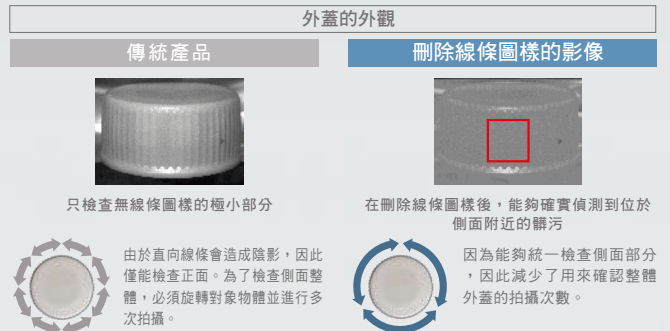 外蓋的外觀
傳統產品
刪除線條圖樣的影像
只檢查無線條圖樣的極小部分
在刪除線條圖樣後，能夠確實偵測到位於
側面附近的髒污
由於直向線條會造成陰影，因此
僅能檢查正面。為了檢查側面整
體，必須旋轉對象物體並進行多
次拍攝。
因為能夠統一檢查側面部分
，因此減少了用來確認整體
外蓋的拍攝次數。